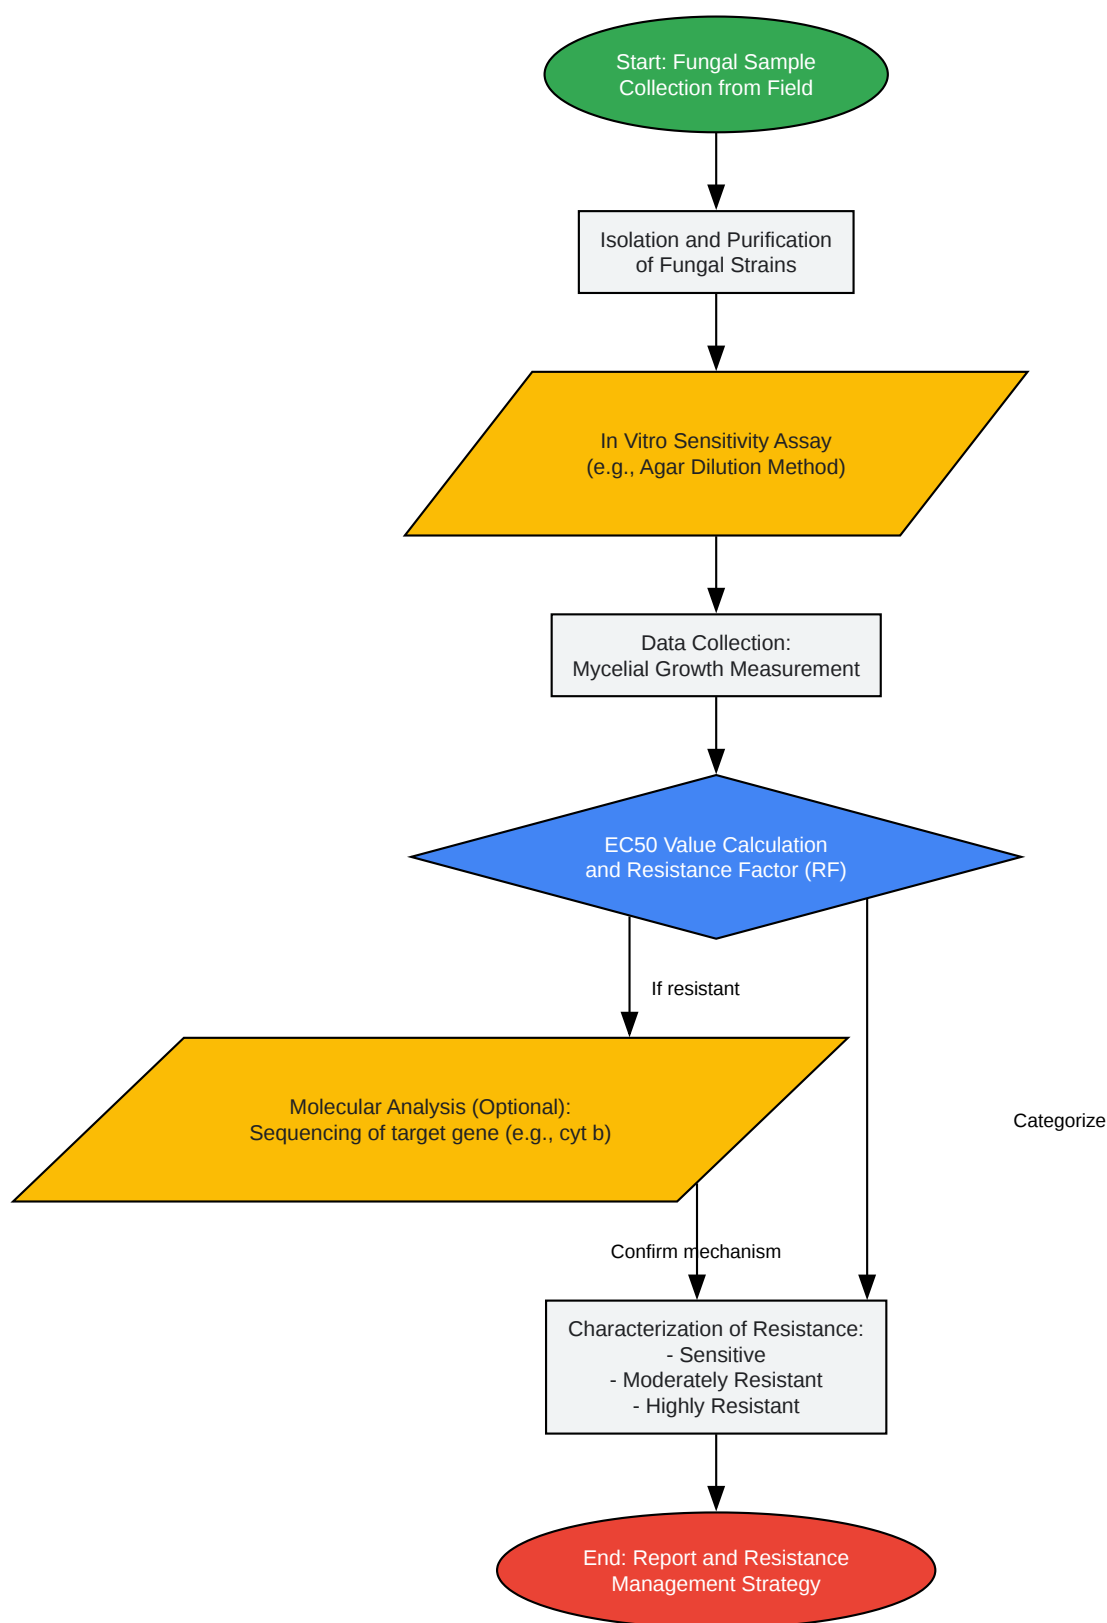 Start: Fungal Sample
Collection from Field
Isolation and Purification
of Fungal Strains
In Vitro Sensitivity Assay
(e.g., Agar Dilution Method)
Data Collection:
Mycelial Growth Measurement
EC50 Value Calculation
and Resistance Factor (RF)
If resistant
Molecular Analysis (Optional):
Sequencing of target gene (e.g., cyt b)
Categorize
Confirm mechanism
Characterization of Resistance:
- Sensitive
- Moderately Resistant
- Highly Resistant
End: Report and Resistance
Management Strategy